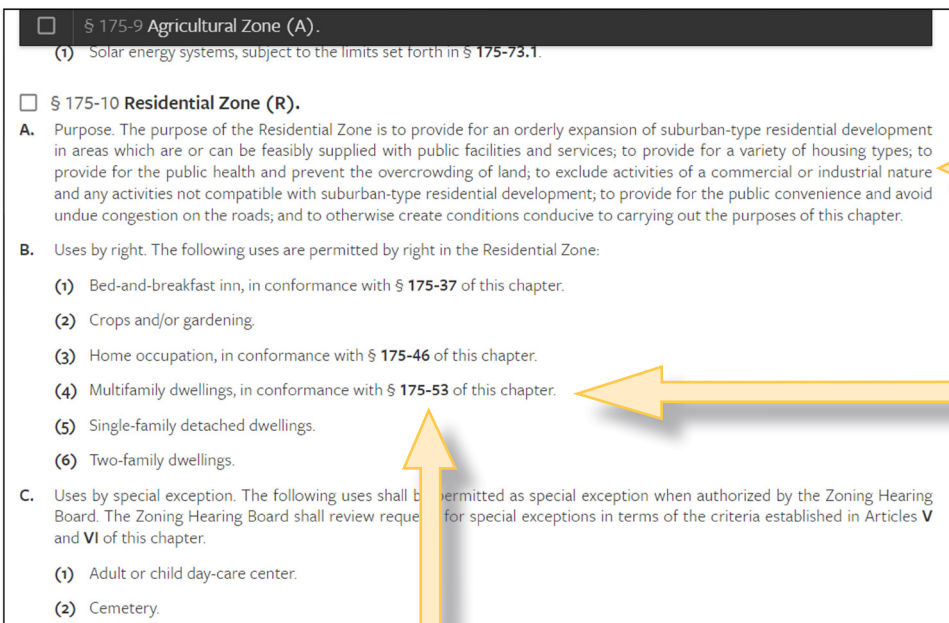 § 175-9 Agricultural Zone (A).
(1) Solar energy systems, subject to the limits set forth in § 175-73.1.
§ 175-10 Residential Zone (R).
A. Purpose. The purpose of the Residential Zone is to provide for an orderly expansion of suburban-type residential development
in areas which are or can be feasibly supplied with public facilities and services; to provide for a variety of housing types; to
provide for the public health and prevent the overcrowding of land; to exclude activities of a commercial or industrial nature
and any activities not compatible with suburban-type residential development; to provide for the public convenience and avoid
undue congestion on the roads; and to otherwise create conditions conducive to carrying out the purposes of this chapter.
B. Uses by right. The following uses are permitted by right in the Residential Zone:
(1) Bed-and-breakfast inn, in conformance with § 175-37 of this chapter.
(2) Crops and/or gardening.
(3) Home occupation, in conformance with § 175-46 of this chapter.
(4) Multifamily dwellings, in conformance with § 175-53 of this chapter.
(5) Single-family detached dwellings.
(6) Two-family dwellings.
C. Uses by special exception. The following uses shall permitted as special exception when authorized by the Zoning Hearing
Board. The Zoning Hearing Board shall review for special exceptions in terms of the criteria established in Articles V
and VI of this chapter.
(1) Adult or child day-care center.
(2) Cemetery.